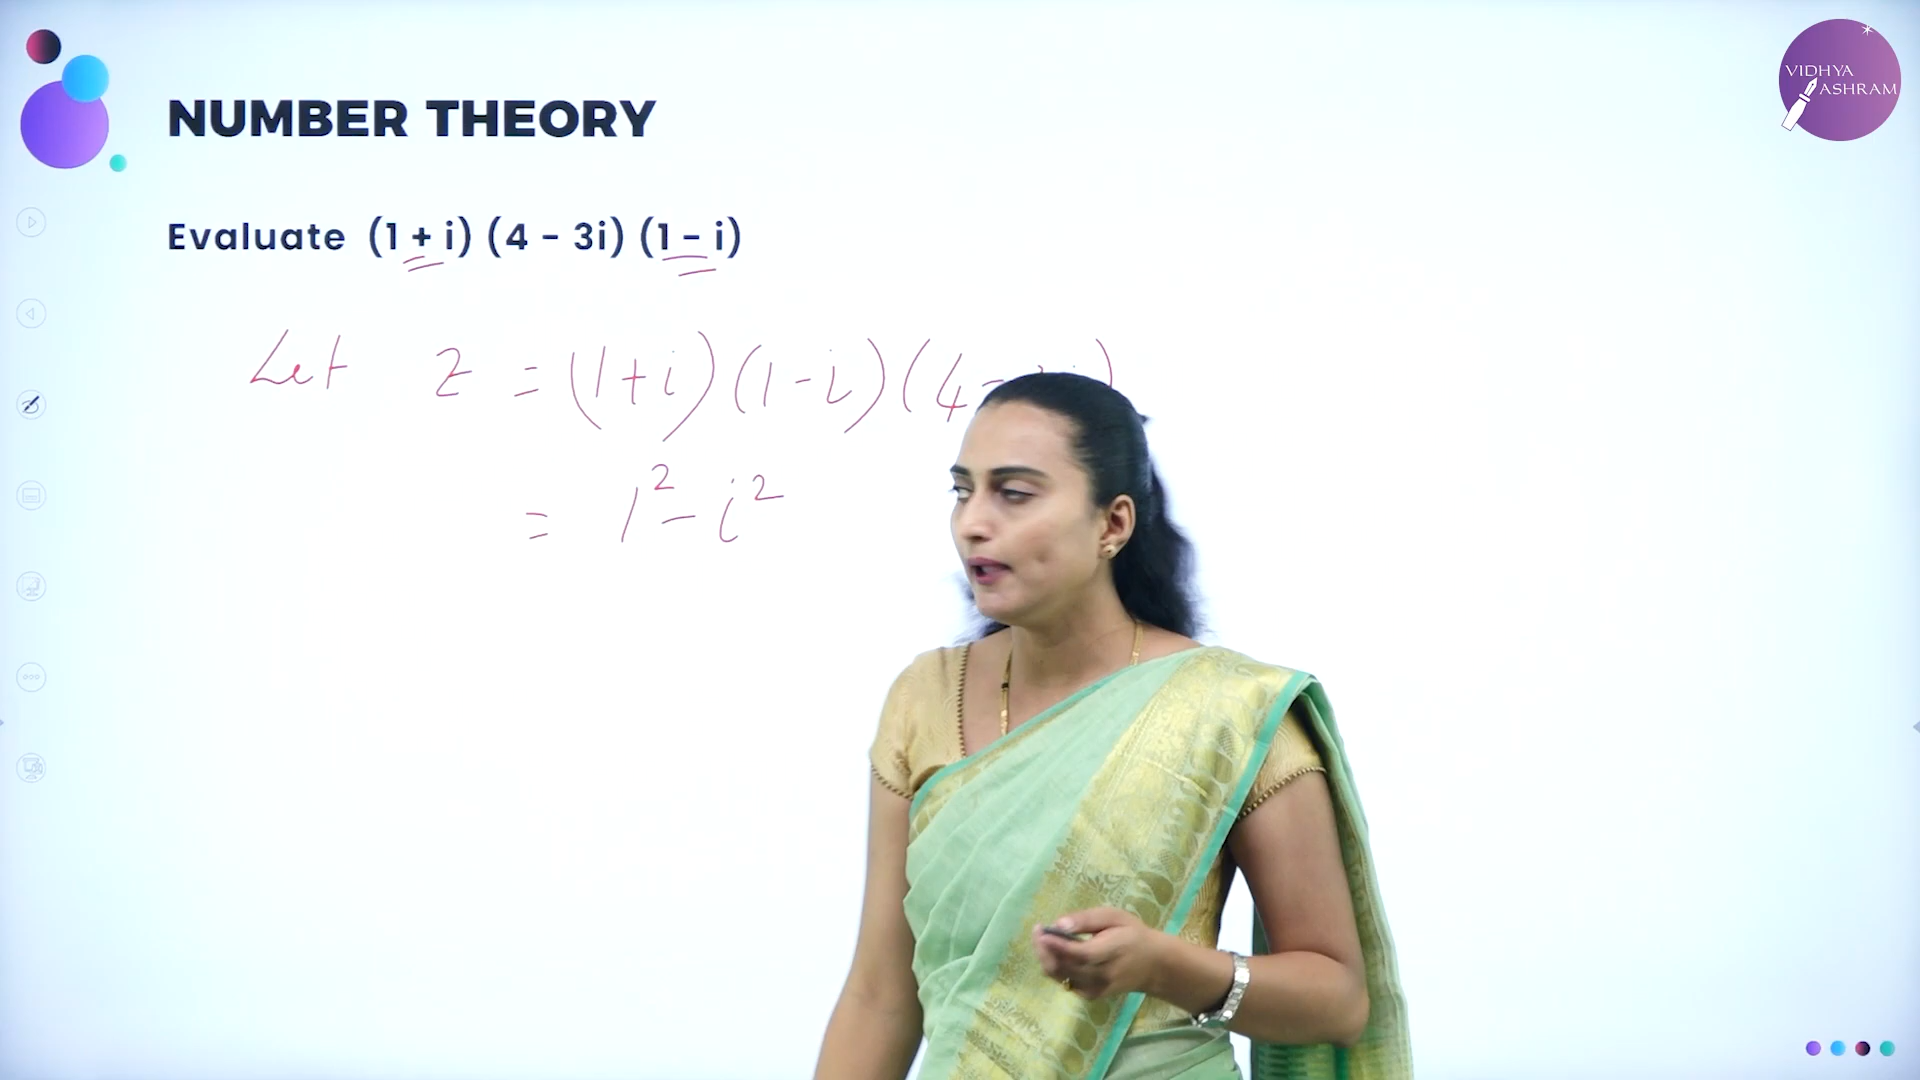 VIDHYA
ASHRAM
NUMBER THEORY
Evaluate (1 + i) (4 - 3i) (1 - i)
Let z = (1+i)(1-i)(4-
= 1² - i²